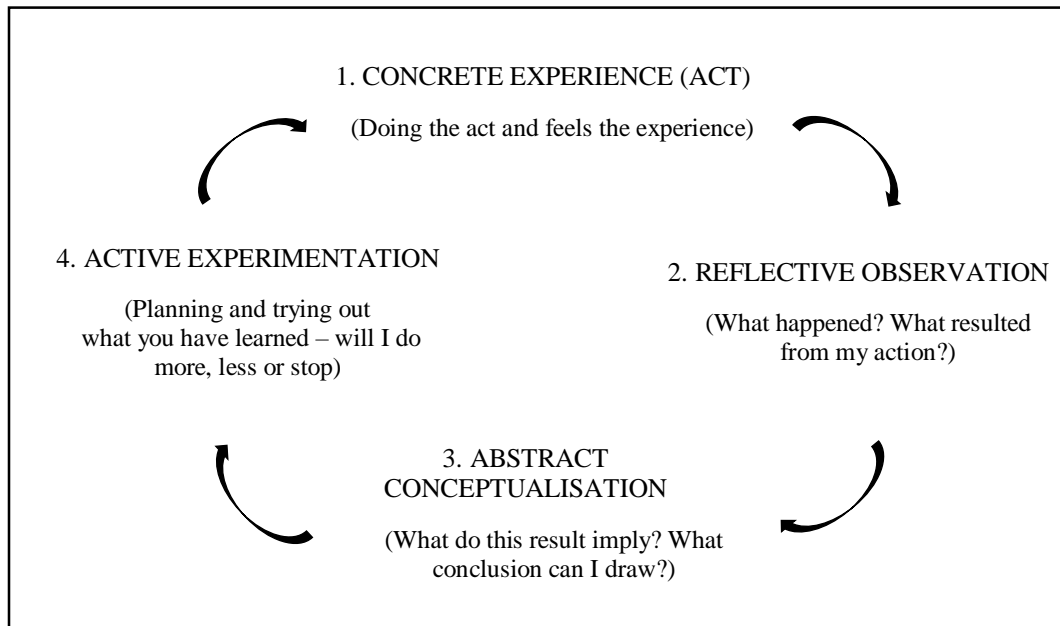 1. CONCRETE EXPERIENCE (ACT)
(Doing the act and feels the experience)
2. REFLECTIVE OBSERVATION
(What happened? What resulted
from my action?)
3. ABSTRACT
CONCEPTUALISATION
(What do this result imply? What
conclusion can I draw?)
4. ACTIVE EXPERIMENTATION
(Planning and trying out
what you have learned – will I do
more, less or stop)